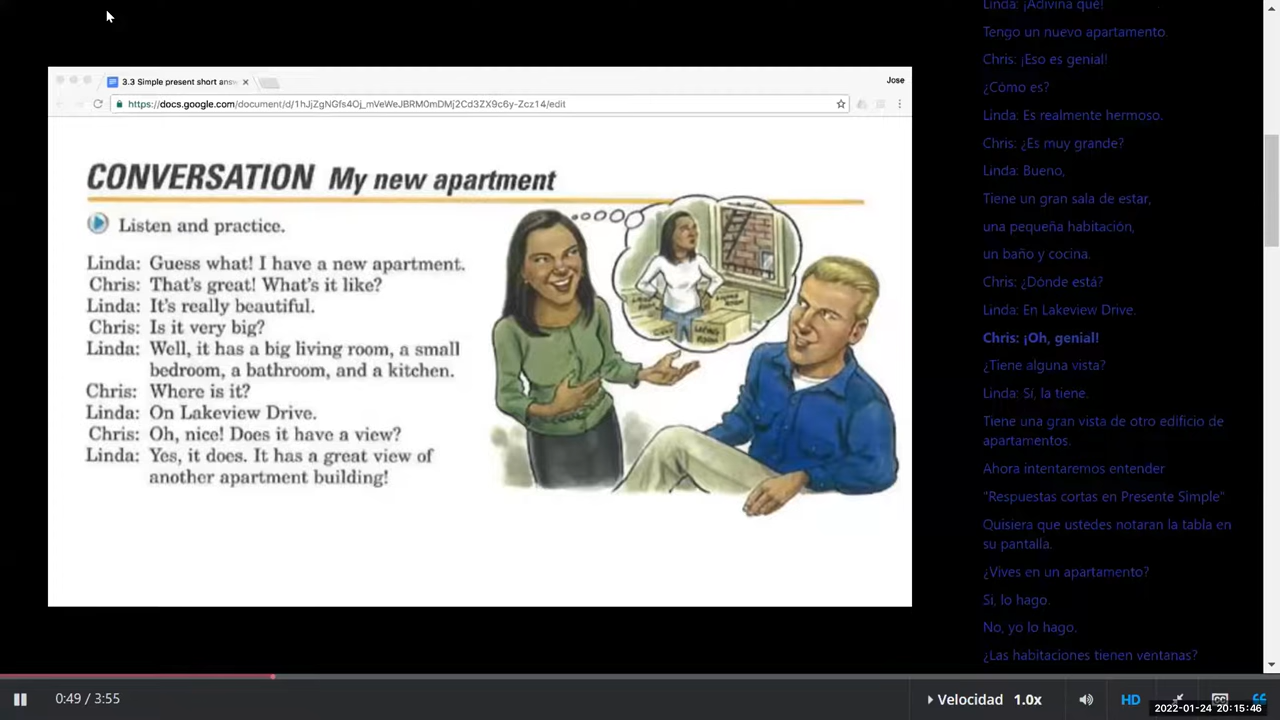 3.3 Simple present short answ
Jose
https://docs.google.com/document/d/1hJjZgNGfs4Oj_mVeWeJBRM0mDMj2Cd3ZX9c6y-Zcz14/edit
CONVERSATION My new apartment
Listen and practice.
Linda: Guess what! I have a new apartment.
Chris: That's great! What's it like?
Linda: It's really beautiful.
Chris: Is it very big?
Linda: Well, it has a big living room, a small
bedroom, a bathroom, and a kitchen.
Chris: Where is it?
Linda: On Lakeview Drive.
Chris: Oh, nice! Does it have a view?
Linda: Yes, it does. It has a great view of
another apartment building!
LIVING
ROOM
Linda: ¡Adivina qué!
Tengo un nuevo apartamento.
Chris: ¡Eso es genial!
¿Cómo es?
Linda: Es realmente hermoso.
Chris: ¿Es muy grande?
Linda: Bueno,
Tiene un gran sala de estar,
una pequeña habitación,
un baño y cocina.
Chris: ¿Dónde está?
Linda: En Lakeview Drive.
Chris: ¡Oh, genial!
¿Tiene alguna vista?
Linda: Sí, la tiene.
Tiene una gran vista de otro edificio de
apartamentos.
Ahora intentaremos entender
"Respuestas cortas en Presente Simple"
Quisiera que ustedes notaran la tabla en
su pantalla.
¿Vives en un apartamento?
Sí, lo hago.
No, yo lo hago.
¿Las habitaciones tienen ventanas?
0:49 / 3:55
Velocidad 1.0x
HD
2022-01-24 20:15:46